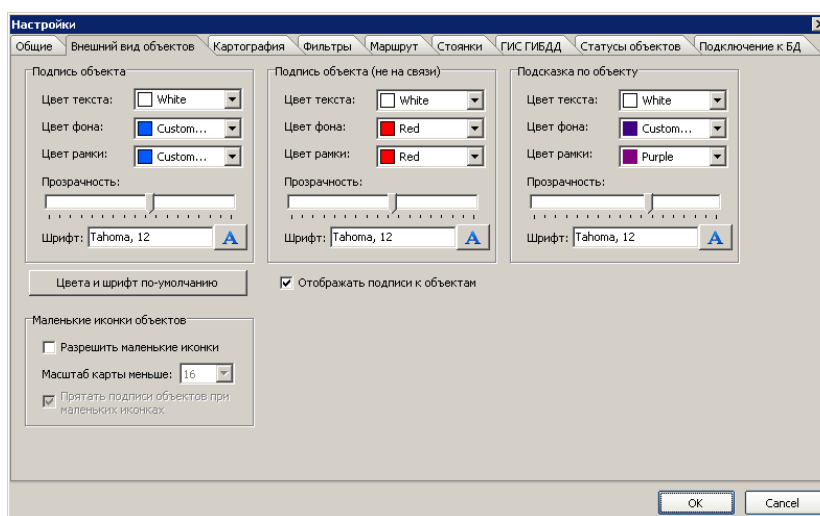 Настройки
Общие Внешний вид объектов Картография Фильтры Маршрут Стоянки ГИС ГИБДД Статусы объектов Подключение к БД
Подпись объекта
Цвет текста: White
Цвет фона: Custom...
Цвет рамки: Custom...
Прозрачность:
Шрифт: Tahoma, 12 A
Подпись объекта (не на связи)
Цвет текста: White
Цвет фона: Red
Цвет рамки: Red
Прозрачность:
Шрифт: Tahoma, 12 A
Подсказка по объекту
Цвет текста: White
Цвет фона: Custom...
Цвет рамки: Purple
Прозрачность:
Шрифт: Tahoma, 12 A
Цвета и шрифт по-умолчанию
Отображать подписи к объектам
Маленькие иконки объектов
Разрешить маленькие иконки
Масштаб карты меньше: 16
Прятать подписи объектов при
маленьких иконках
OK Cancel